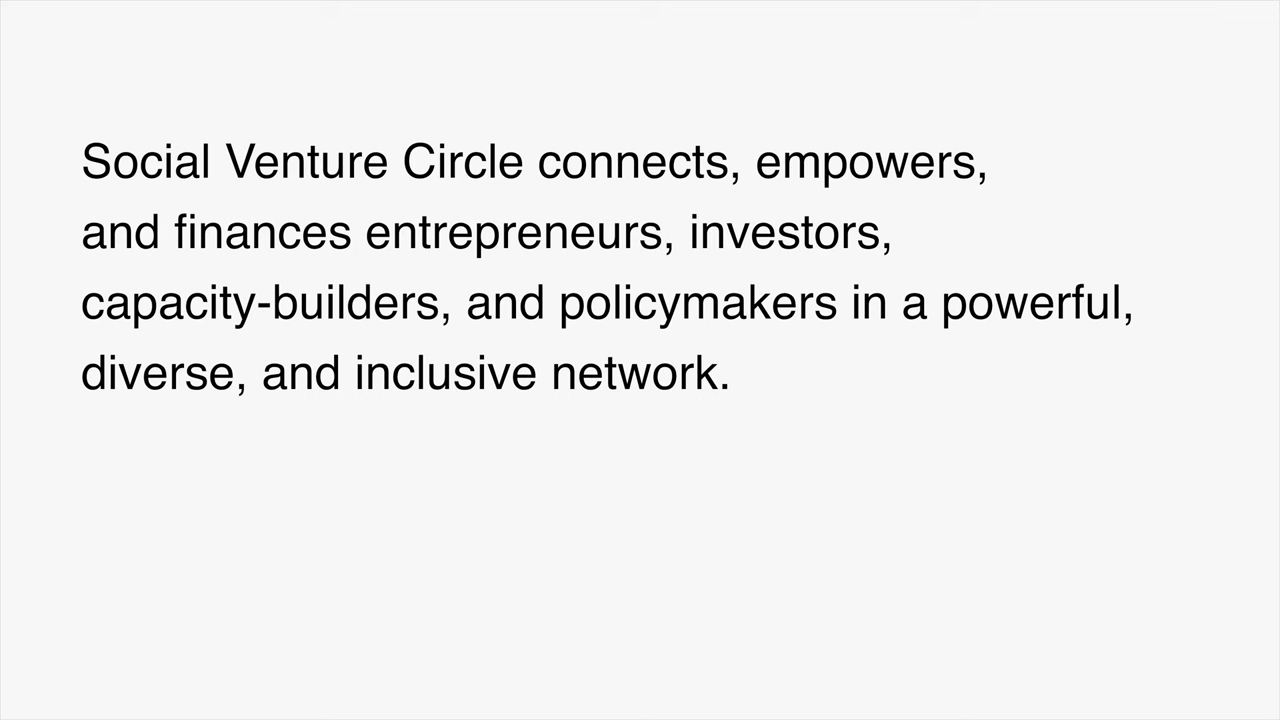 Social Venture Circle connects, empowers,
and finances entrepreneurs, investors,
capacity-builders, and policymakers in a powerful,
diverse, and inclusive network.